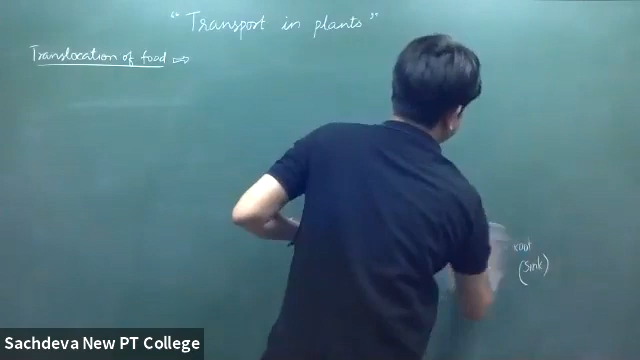 “Transport in plants”
Translocation of food ⇒
root
(Sink)
Sachdeva New PT College